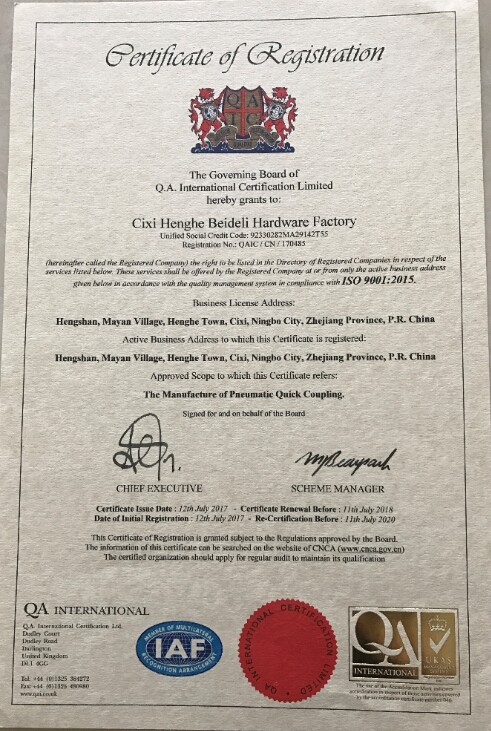 Certificate of Registration
QA
IC
The Governing Board of
Q.A. International Certification Limited
hereby grants to:
Cixi Henghe Beideli Hardware Factory
Unified Social Credit Code: 92330282MA29142T55
Registration No.: QAIC / CN / 170485
(hereinafter called the Registered Company) the right to be listed in the Directory of Registered Companies in respect of the
services listed below. These services shall be offered by the Registered Company at or from only the active business address
given below in accordance with the quality management system in compliance with ISO 9001:2015.
Business License Address:
Hengshan, Mayan Village, Henghe Town, Cixi, Ningbo City, Zhejiang Province, P.R. China
Active Business Address to which this Certificate is registered:
Hengshan, Mayan Village, Henghe Town, Cixi, Ningbo City, Zhejiang Province, P.R. China
Approved Scope to which this Certificate refers:
The Manufacture of Pneumatic Quick Coupling.
Signed for and on behalf of the Board
CHIEF EXECUTIVE SCHEME MANAGER
Certificate Issue Date : 12th July 2017 - Certificate Renewal Before : 11th July 2018
Date of Initial Registration : 12th July 2017 - Re-Certification Before : 11th July 2020
This Certificate of Registration is granted subject to the Regulations approved by the Board.
The information of this certificate can be searched on the website of CNCA (www.cnca.gov.cn)
The certified organization should apply for regular audit to maintain its qualification
QA INTERNATIONAL
Q.A. International Certification Ltd.
Dudley Court
Dudley Road
Darlington
United Kingdom
DL1 4GG
Tel: +44 (0)1325
Fax: +44 (0)1325
www.qai.co.uk
MEMBER OF MULTILATERAL
IAF
RECOGNITION ARRANGEMENT
Q.A. INTERNATIONAL CERTIFICATION LIMITED
QA
INTERNATIONAL
UKAS